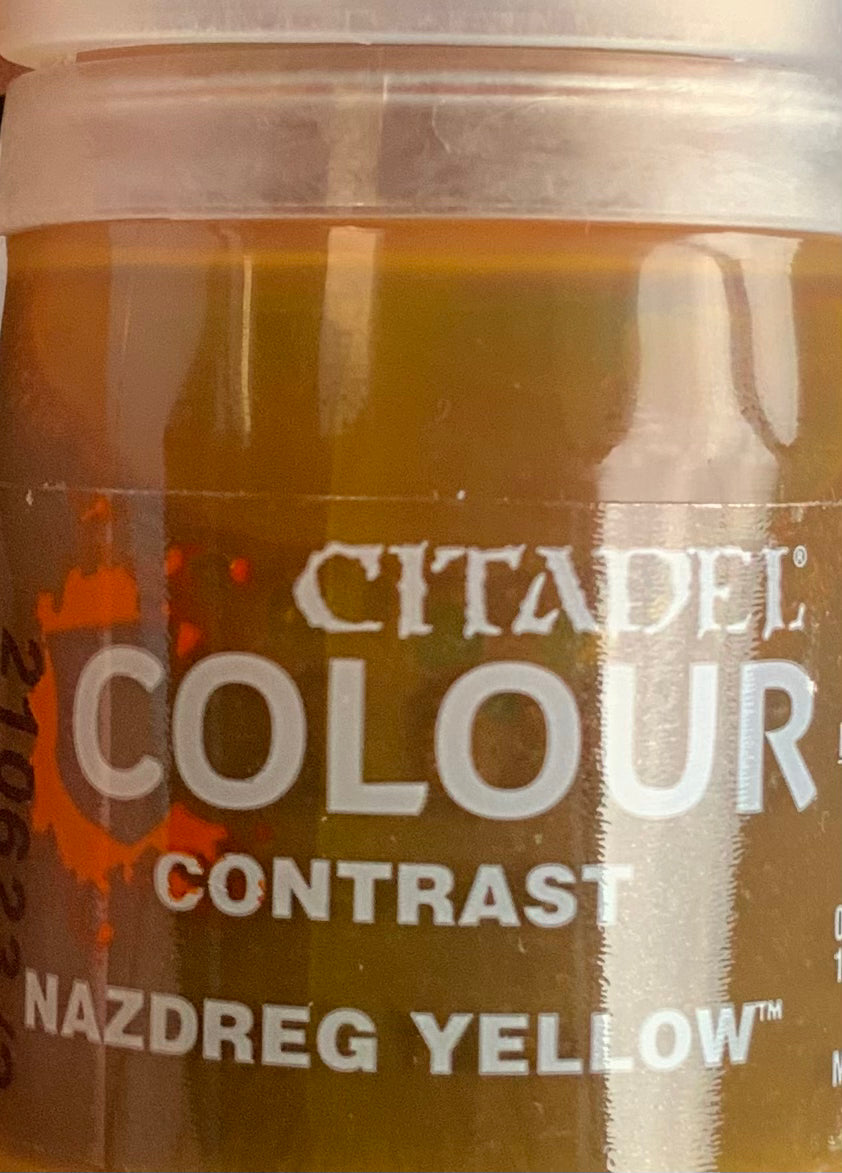 CITADEL®
COLOUR
CONTRAST
NAZDREG YELLOW™